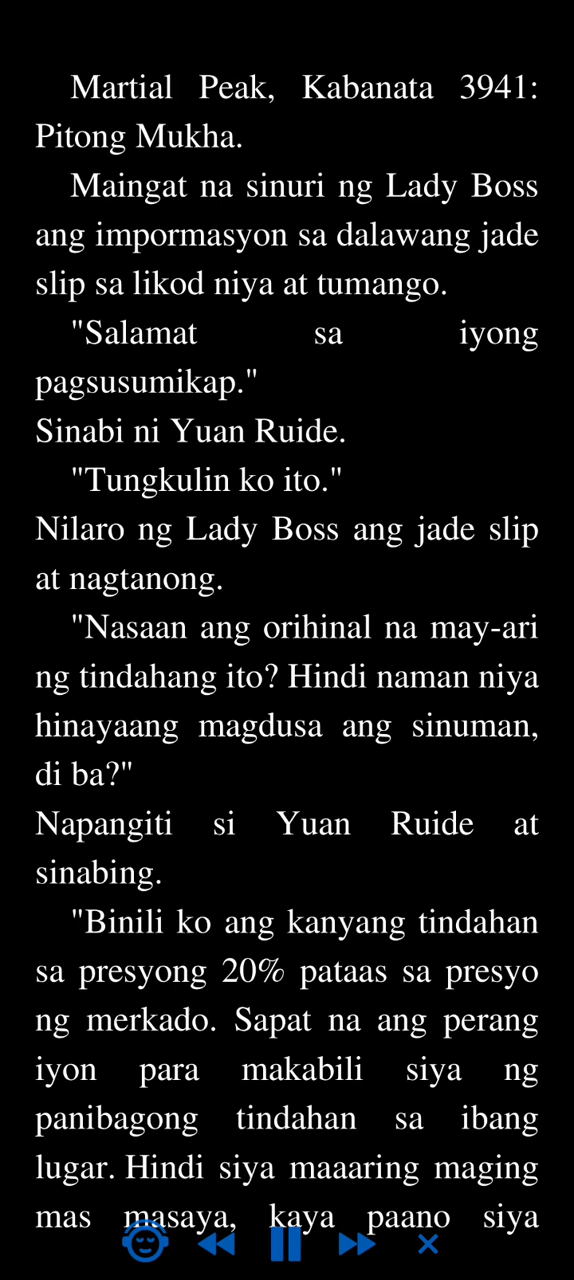 Martial Peak, Kabanata 3941:
Pitong Mukha.
Maingat na sinuri ng Lady Boss
ang impormasyon sa dalawang jade
slip sa likod niya at tumango.
"Salamat sa iyong
pagsusumikap."
Sinabi ni Yuan Ruide.
"Tungkulin ko ito."
Nilaro ng Lady Boss ang jade slip
at nagtanong.
"Nasaan ang orihinal na may-ari
ng tindahang ito? Hindi naman niya
hinayaang magdusa ang sinuman,
di ba?"
Napangiti si Yuan Ruide at
sinabing.
"Binili ko ang kanyang tindahan
sa presyong 20% pataas sa presyo
ng merkado. Sapat na ang perang
iyon para makabili siya ng
panibagong tindahan sa ibang
lugar. Hindi siya maaaring maging
mas masaya, kaya paano siya